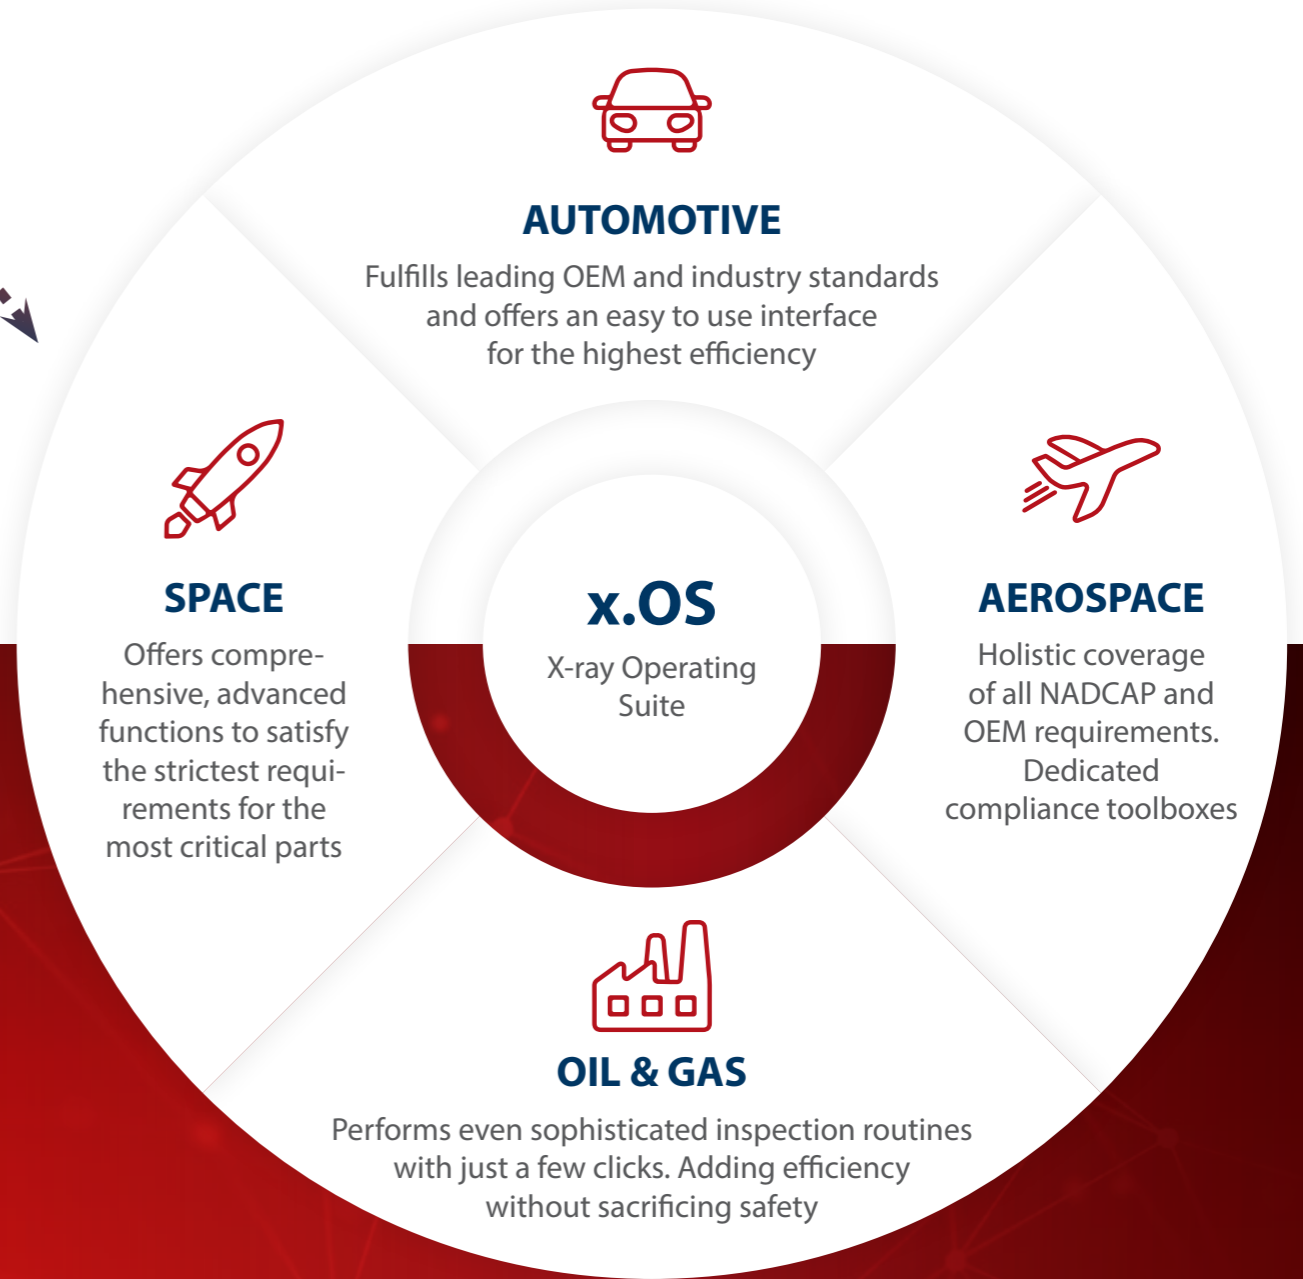 AUTOMOTIVE
Fulfills leading OEM and industry standards
and offers an easy to use interface
for the highest efficiency
SPACE
Offers compre-
hensive, advanced
functions to satisfy
the strictest requi-
rements for the
most critical parts
x.OS
X-ray Operating
Suite
AEROSPACE
Holistic coverage
of all NADCAP and
OEM requirements.
Dedicated
compliance toolboxes
OIL & GAS
Performs even sophisticated inspection routines
with just a few clicks. Adding efficiency
without sacrificing safety